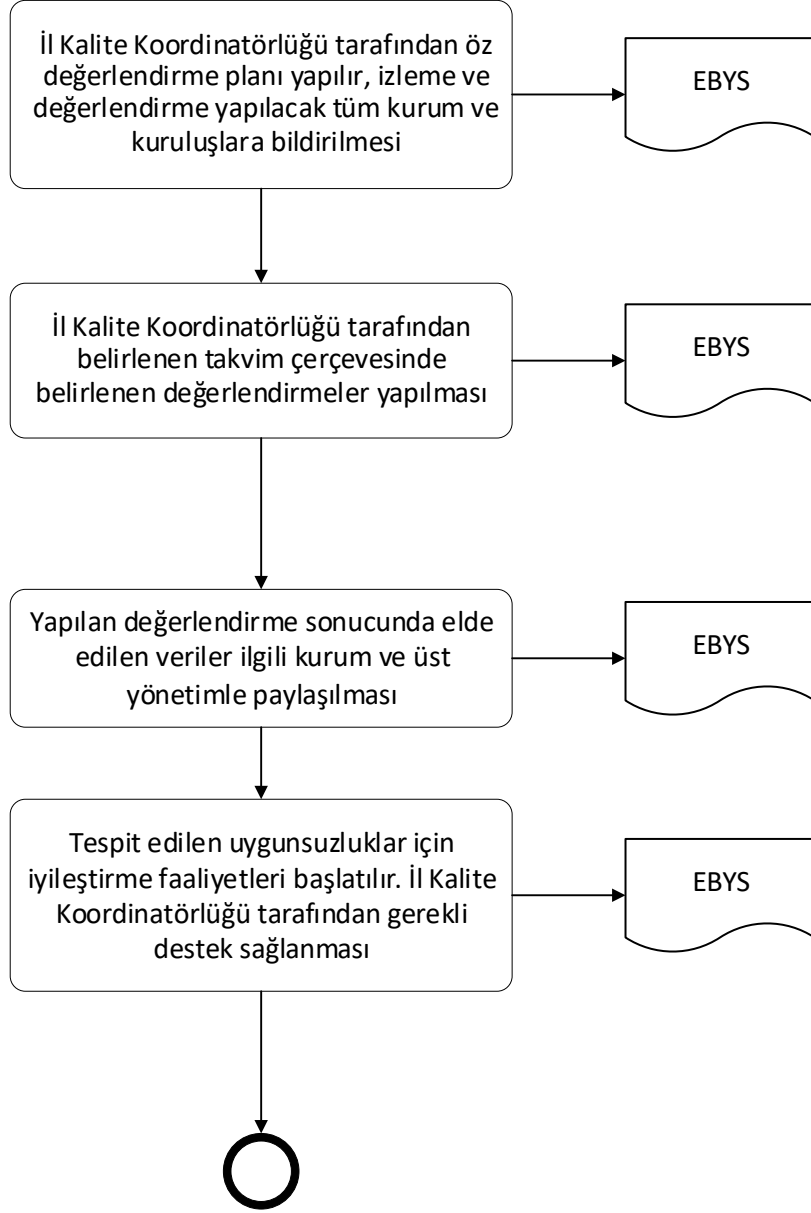 İl Kalite Koordinatörlüğü tarafından öz
değerlendirme planı yapılır, izleme ve
değerlendirme yapılacak tüm kurum ve
kuruluşlara bildirilmesi
EBYS
İl Kalite Koordinatörlüğü tarafından
belirlenen takvim çerçevesinde
belirlenen değerlendirmeler yapılması
EBYS
Yapılan değerlendirme sonucunda elde
edilen veriler ilgili kurum ve üst
yönetimle paylaşılması
EBYS
Tespit edilen uygunsuzluklar için
iyileştirme faaliyetleri başlatılır. İl Kalite
Koordinatörlüğü tarafından gerekli
destek sağlanması
EBYS